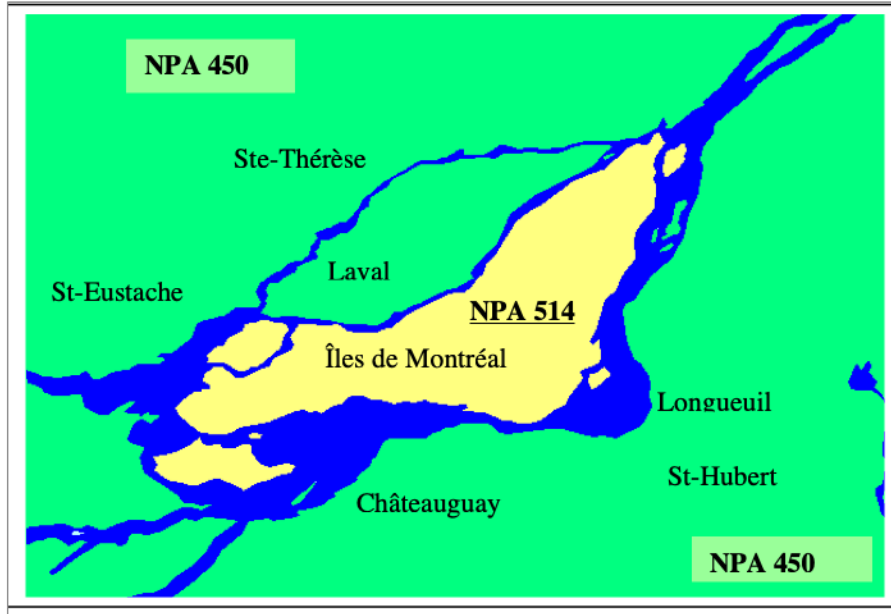 NPA 450
Ste-Thérèse
Laval
St-Eustache
NPA 514
Îles de Montréal
Longueuil
St-Hubert
Châteauguay
NPA 450